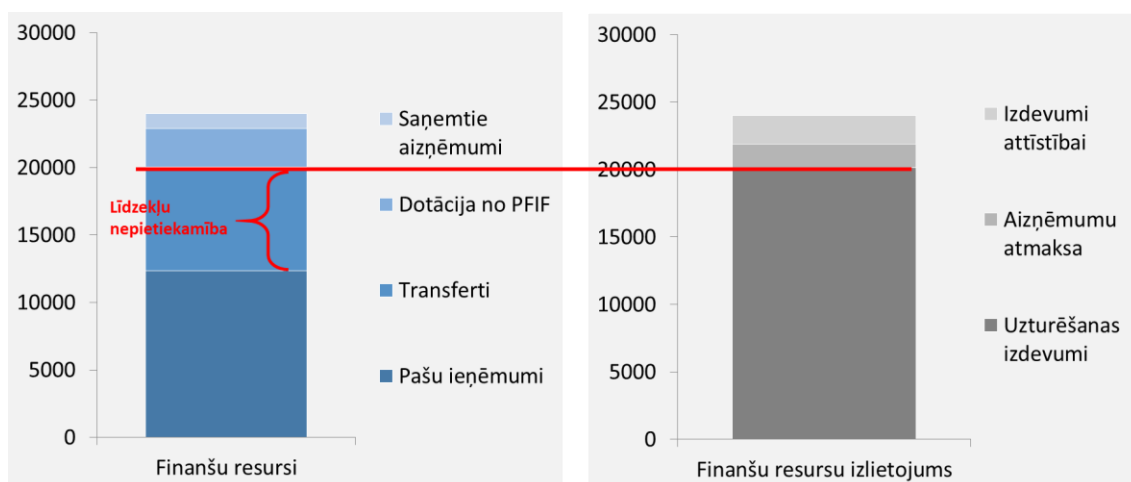 30000
25000
20000
15000
10000
5000
0
Līdzekļu
nepietiekamība
Saņemtie
aizņēmumi
Dotācija no PFIF
Transferti
Pašu ieņēmumi
Finanšu resursi
30000
25000
20000
15000
10000
5000
0
Izdevumi
attīstībai
Aizņēmumu
atmaksa
Uzturēšanas
izdevumi
Finanšu resursu izlietojums